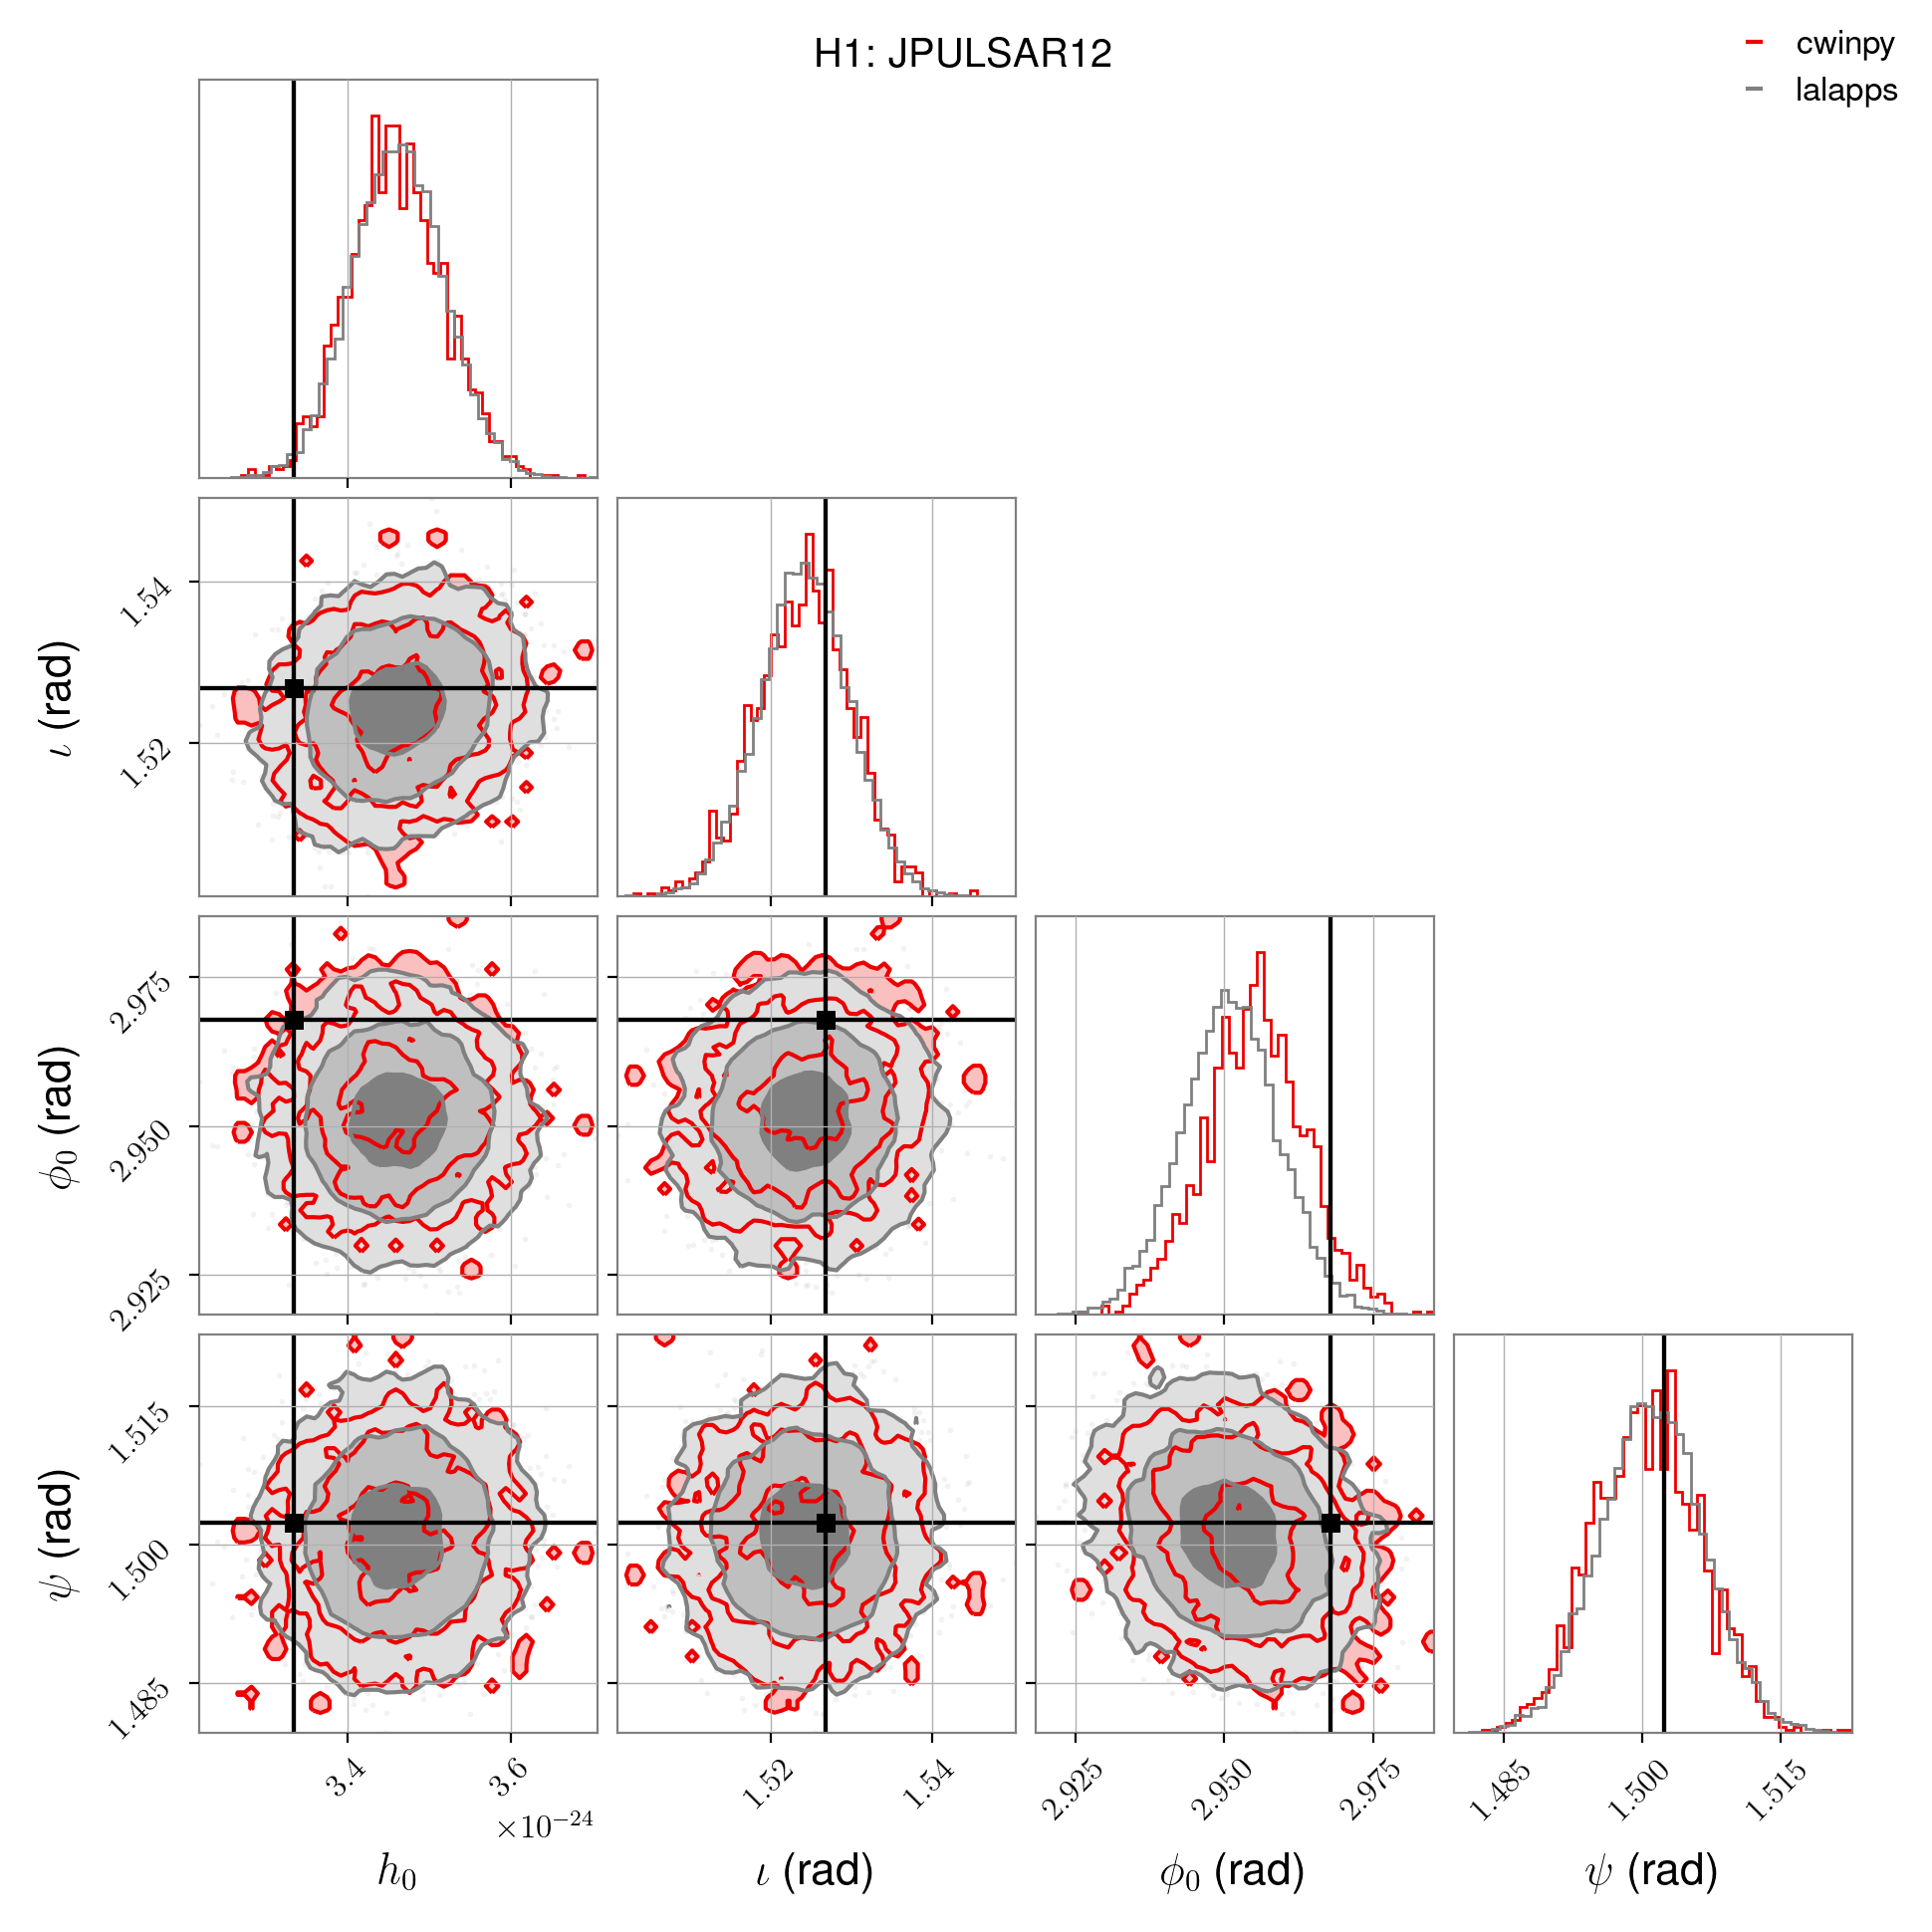 H1: JPULSAR12
cwinpy
lalapps
ι (rad)
1.54
1.52
ϕ₀ (rad)
2.975
2.950
2.925
ψ (rad)
1.515
1.500
1.485
3.4
3.6
×10⁻²⁴
h₀
1.52
1.54
ι (rad)
2.925
2.950
2.975
ϕ₀ (rad)
1.485
1.500
1.515
ψ (rad)